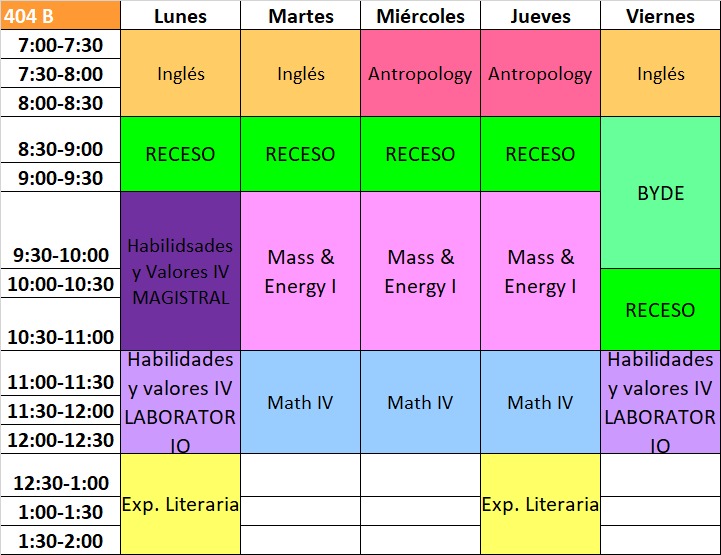 404 B Lunes Martes Miércoles Jueves Viernes
7:00-7:30
7:30-8:00 Inglés Inglés Antropology Antropology Inglés
8:00-8:30
8:30-9:00 RECESO RECESO RECESO RECESO
9:00-9:30
BYDE
Habilidsades
y Valores IV
MAGISTRAL
Mass &
Energy I
Mass &
Energy I
Mass &
Energy I
9:30-10:00
10:00-10:30
RECESO
10:30-11:00
Habilidades
y valores IV
LABORATOR
IO
11:00-11:30
11:30-12:00 Math IV Math IV Math IV
12:00-12:30
Habilidades
y valores IV
LABORATOR
IO
12:30-1:00
1:00-1:30 Exp. Literaria Exp. Literaria
1:30-2:00